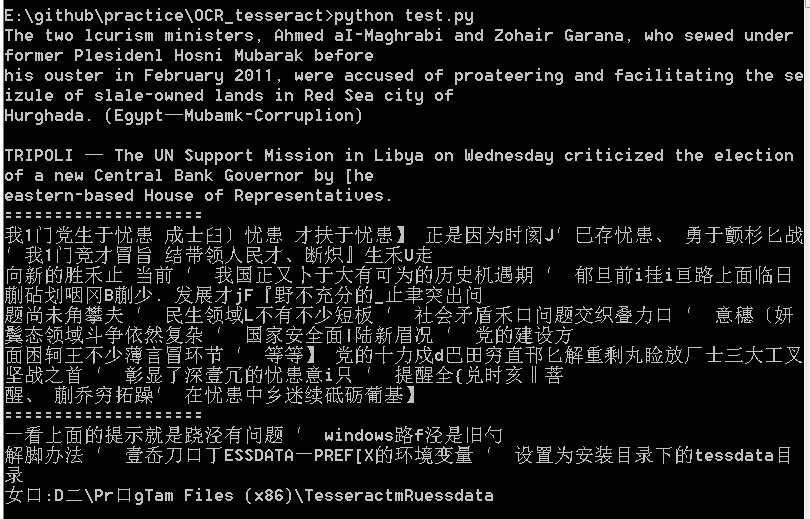 E:\github\practice\OCR_tesseract>python test.py
The two lcurism ministers, Ahmed aI-Maghrabi and Zohair Garana, who sewed under
former Plesidenl Hosni Mubarak before
his ouster in February 2011, were accused of proateering and facilitating the se
izule of slale-owned lands in Red Sea city of
Hurghada. (Egypt—Mubamk-Corruplion)
TRIPOLI — The UN Support Mission in Libya on Wednesday criticized the election
of a new Central Bank Governor by [he
eastern-based House of Representatives.
====================
我1门党生于忧患 成士臼〕忧患 才扶于忧患】 正是因为时阂J′ 巳存忧患、 勇于颤杉匕战
′ 我1门竞才冒旨 结带领人民才、断炽』生禾U走
向新的胜禾止 当前 ′ 我国正又卜于大有可为的历史机遇期 ′ 郁旦前i挂i亘路上面临日
蒯砧划咽冈B蒯少. 发展才jF『野不充分的_止聿突出问
题尚未角攀夫 ′ 民生领域L不有不少短板 ′ 社会矛盾禾口问题交织叠力口 ′ 意穗〔妍
鬓态领域斗争依然复杂 ′ 国家安全面|陆新眉况 ′ 党的建设方
面困轲王不少薄言冒环节 ′ 等等】 党的十力戍d巴田穷直邗匕解重剩丸睑放厂士三大工叉
坚战之首 ′ 彰显了深壹冗的忧患意i只 ′ 提醒全{兑时亥‖菩
醒、 蒯乔穷拓躁′ 在忧患中乡迷续砥砺葡基】
====================
一看上面的提示就是跷泾有问题 ′ windows路f泾是旧勺
解脚办法 ′ 壹岙刀口丁ESSDATA一PREF[X的环境变量 ′ 设置为安装目录下的tessdata目
录
女口:D二\Pr口gTam Files (x86)\TesseractmRuessdata